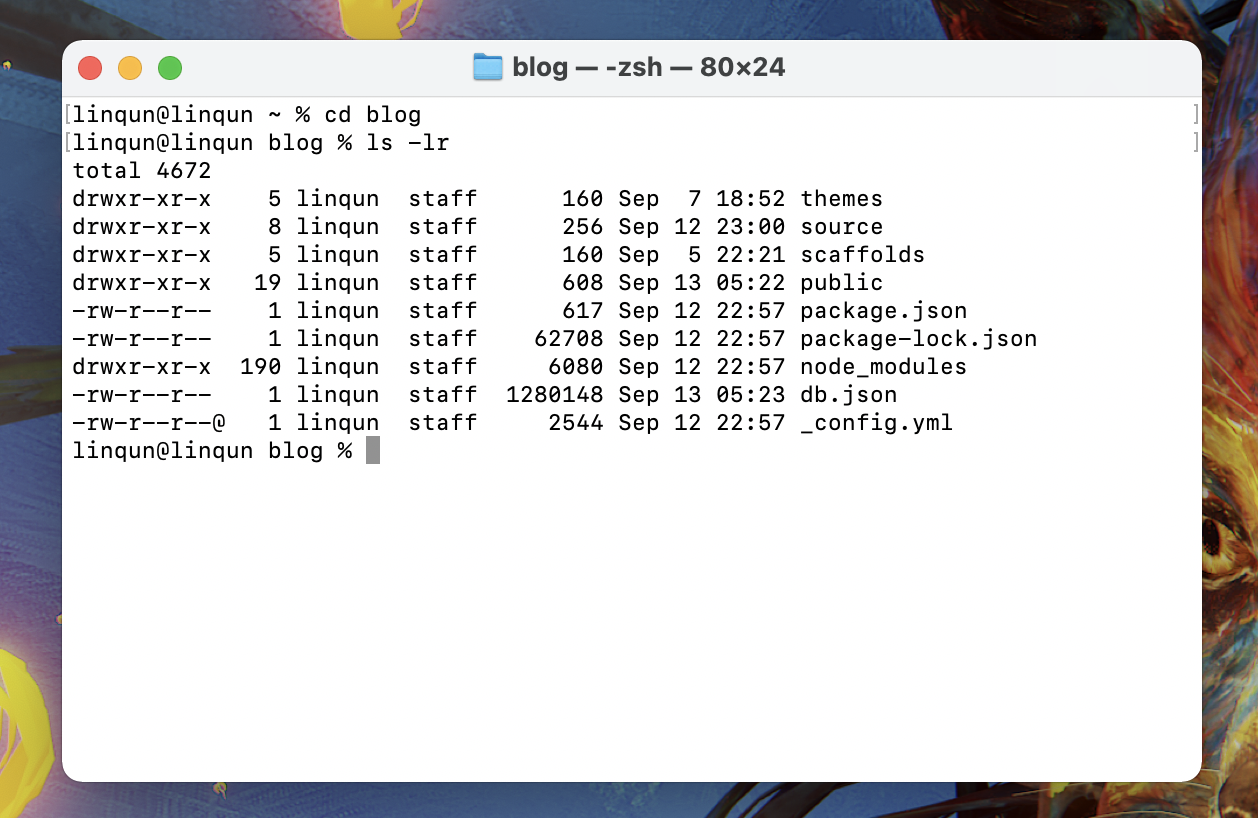 blog — -zsh — 80×24
[linqun@linqun ~ % cd blog ]
[linqun@linqun blog % ls -lr ]
total 4672
drwxr-xr-x    5 linqun  staff      160 Sep  7 18:52 themes
drwxr-xr-x    8 linqun  staff      256 Sep 12 23:00 source
drwxr-xr-x    5 linqun  staff      160 Sep  5 22:21 scaffolds
drwxr-xr-x   19 linqun  staff      608 Sep 13 05:22 public
-rw-r--r--    1 linqun  staff      617 Sep 12 22:57 package.json
-rw-r--r--    1 linqun  staff    62708 Sep 12 22:57 package-lock.json
drwxr-xr-x  190 linqun  staff     6080 Sep 12 22:57 node_modules
-rw-r--r--    1 linqun  staff  1280148 Sep 13 05:23 db.json
-rw-r--r--@   1 linqun  staff     2544 Sep 12 22:57 _config.yml
linqun@linqun blog %